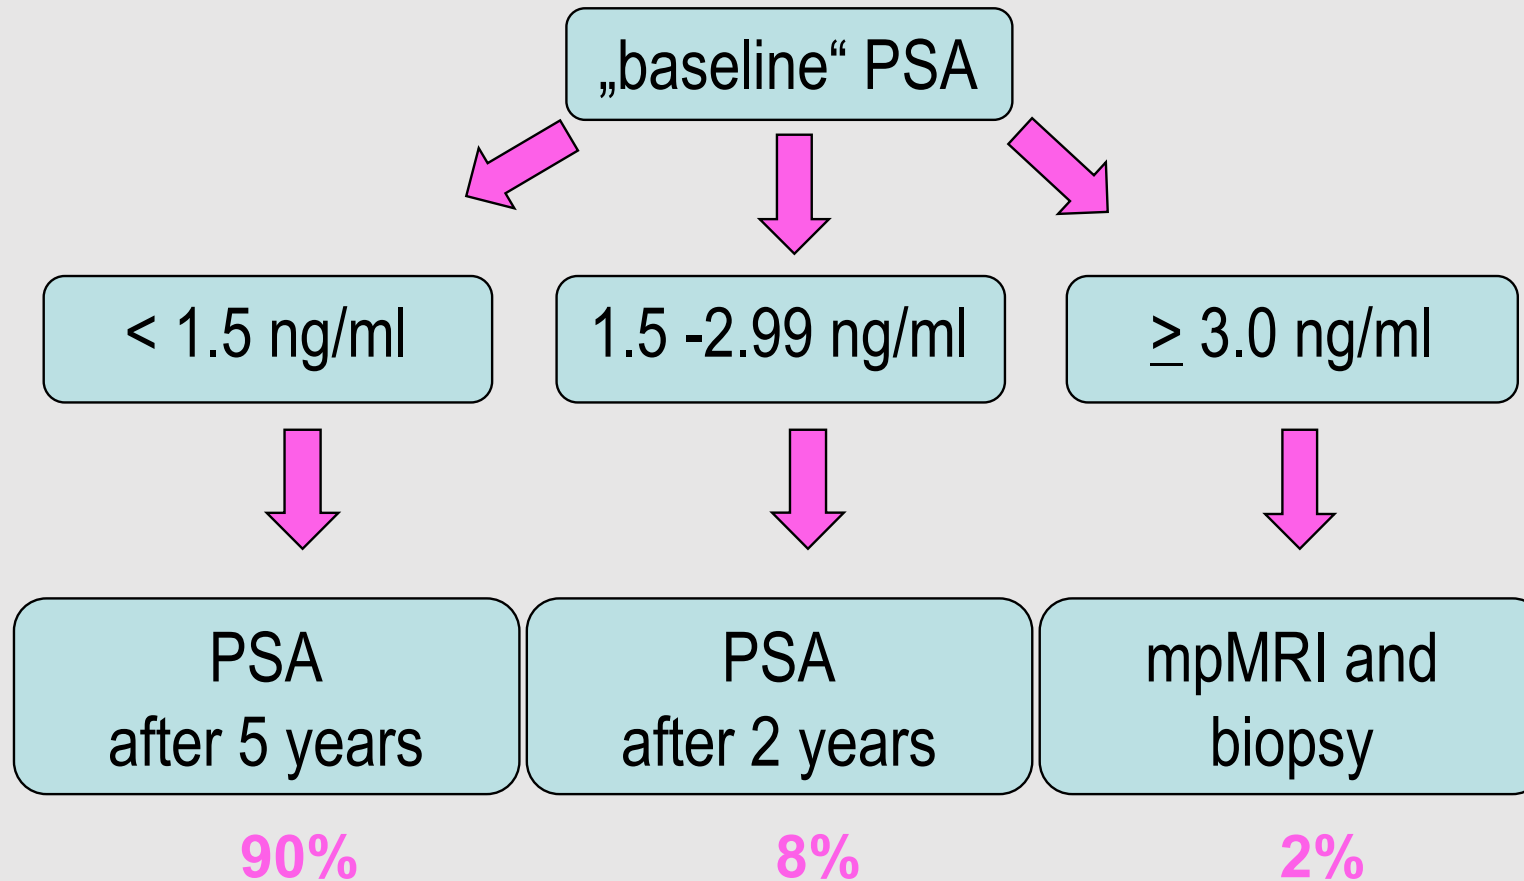 „baseline“ PSA
< 1.5 ng/ml
1.5 -2.99 ng/ml
≥ 3.0 ng/ml
PSA
after 5 years
PSA
after 2 years
mpMRI and
biopsy
90%
8%
2%